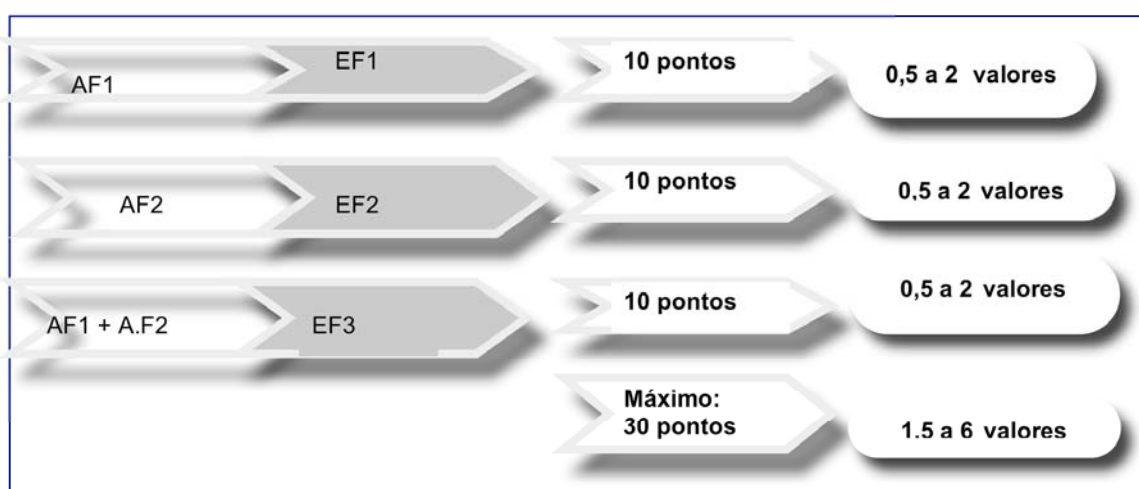 AF1
EF1
10 pontos
0,5 a 2 valores
AF2
EF2
10 pontos
0,5 a 2 valores
AF1 + A.F2
EF3
10 pontos
0,5 a 2 valores
Máximo:
30 pontos
1.5 a 6 valores